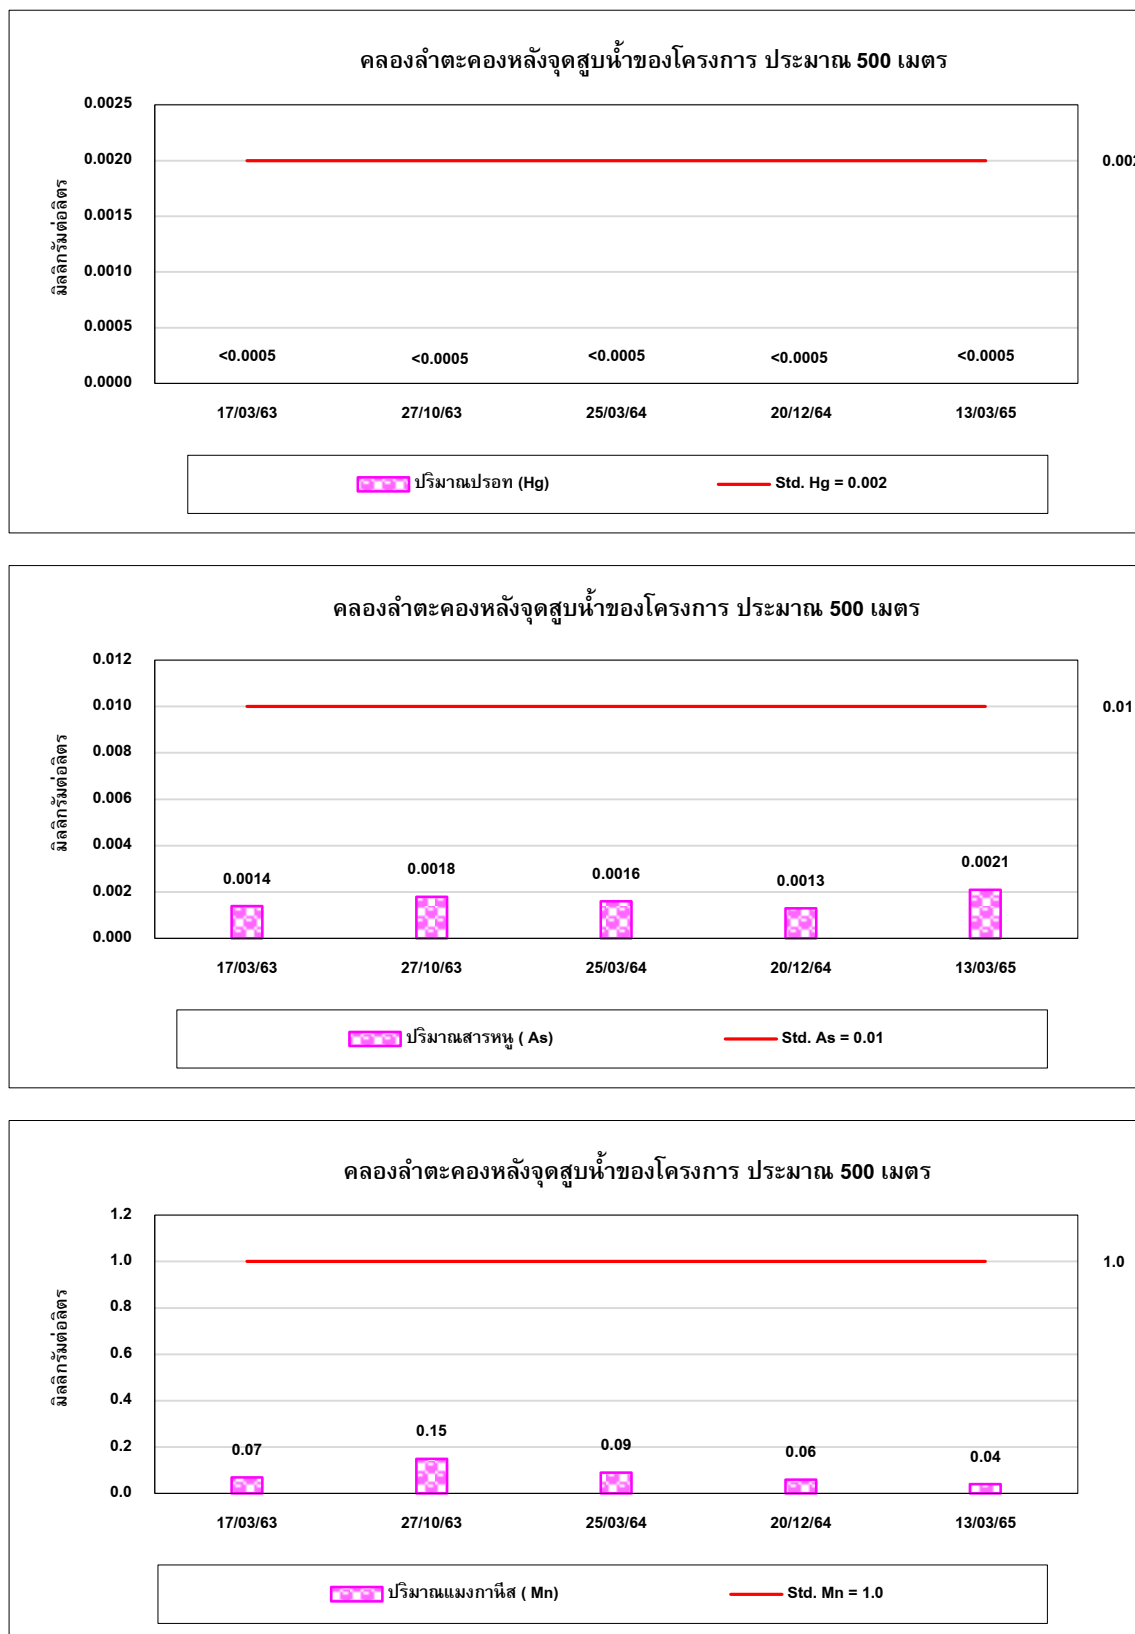 คลองลำตะคองหลังจุดสูบน้ำของโครงการ ประมาณ 500 เมตร
มิลลิกรัมต่อลิตร
0.0025
0.0020
0.0015
0.0010
0.0005
0.0000
0.002
<0.0005 <0.0005 <0.0005 <0.0005 <0.0005
17/03/63 27/10/63 25/03/64 20/12/64 13/03/65
ปริมาณปรอท (Hg) Std. Hg = 0.002
คลองลำตะคองหลังจุดสูบน้ำของโครงการ ประมาณ 500 เมตร
มิลลิกรัมต่อลิตร
0.012
0.010
0.008
0.006
0.004
0.002
0.000
0.01
0.0014 0.0018 0.0016 0.0013 0.0021
17/03/63 27/10/63 25/03/64 20/12/64 13/03/65
ปริมาณสารหนู ( As) Std. As = 0.01
คลองลำตะคองหลังจุดสูบน้ำของโครงการ ประมาณ 500 เมตร
มิลลิกรัมต่อลิตร
1.2
1.0
0.8
0.6
0.4
0.2
0.0
1.0
0.07 0.15 0.09 0.06 0.04
17/03/63 27/10/63 25/03/64 20/12/64 13/03/65
ปริมาณแมงกานีส ( Mn) Std. Mn = 1.0